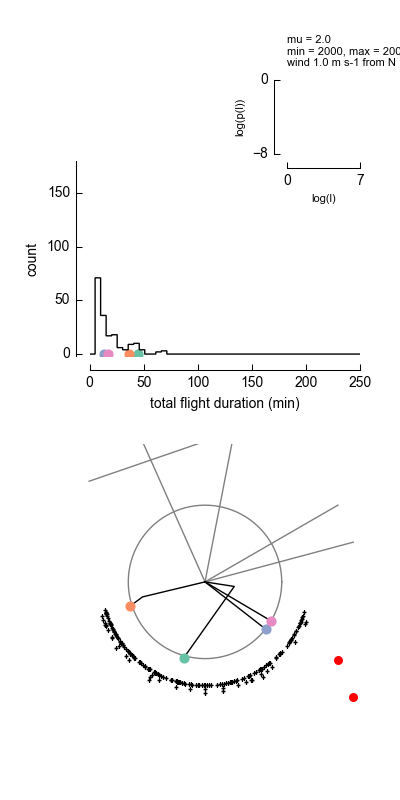 mu = 2.0
min = 2000, max = 200
wind 1.0 m s-1 from N
0
log(p(l))
−8
0 7
log(l)
150
100
50
0
count
0 50 100 150 200 250
total flight duration (min)